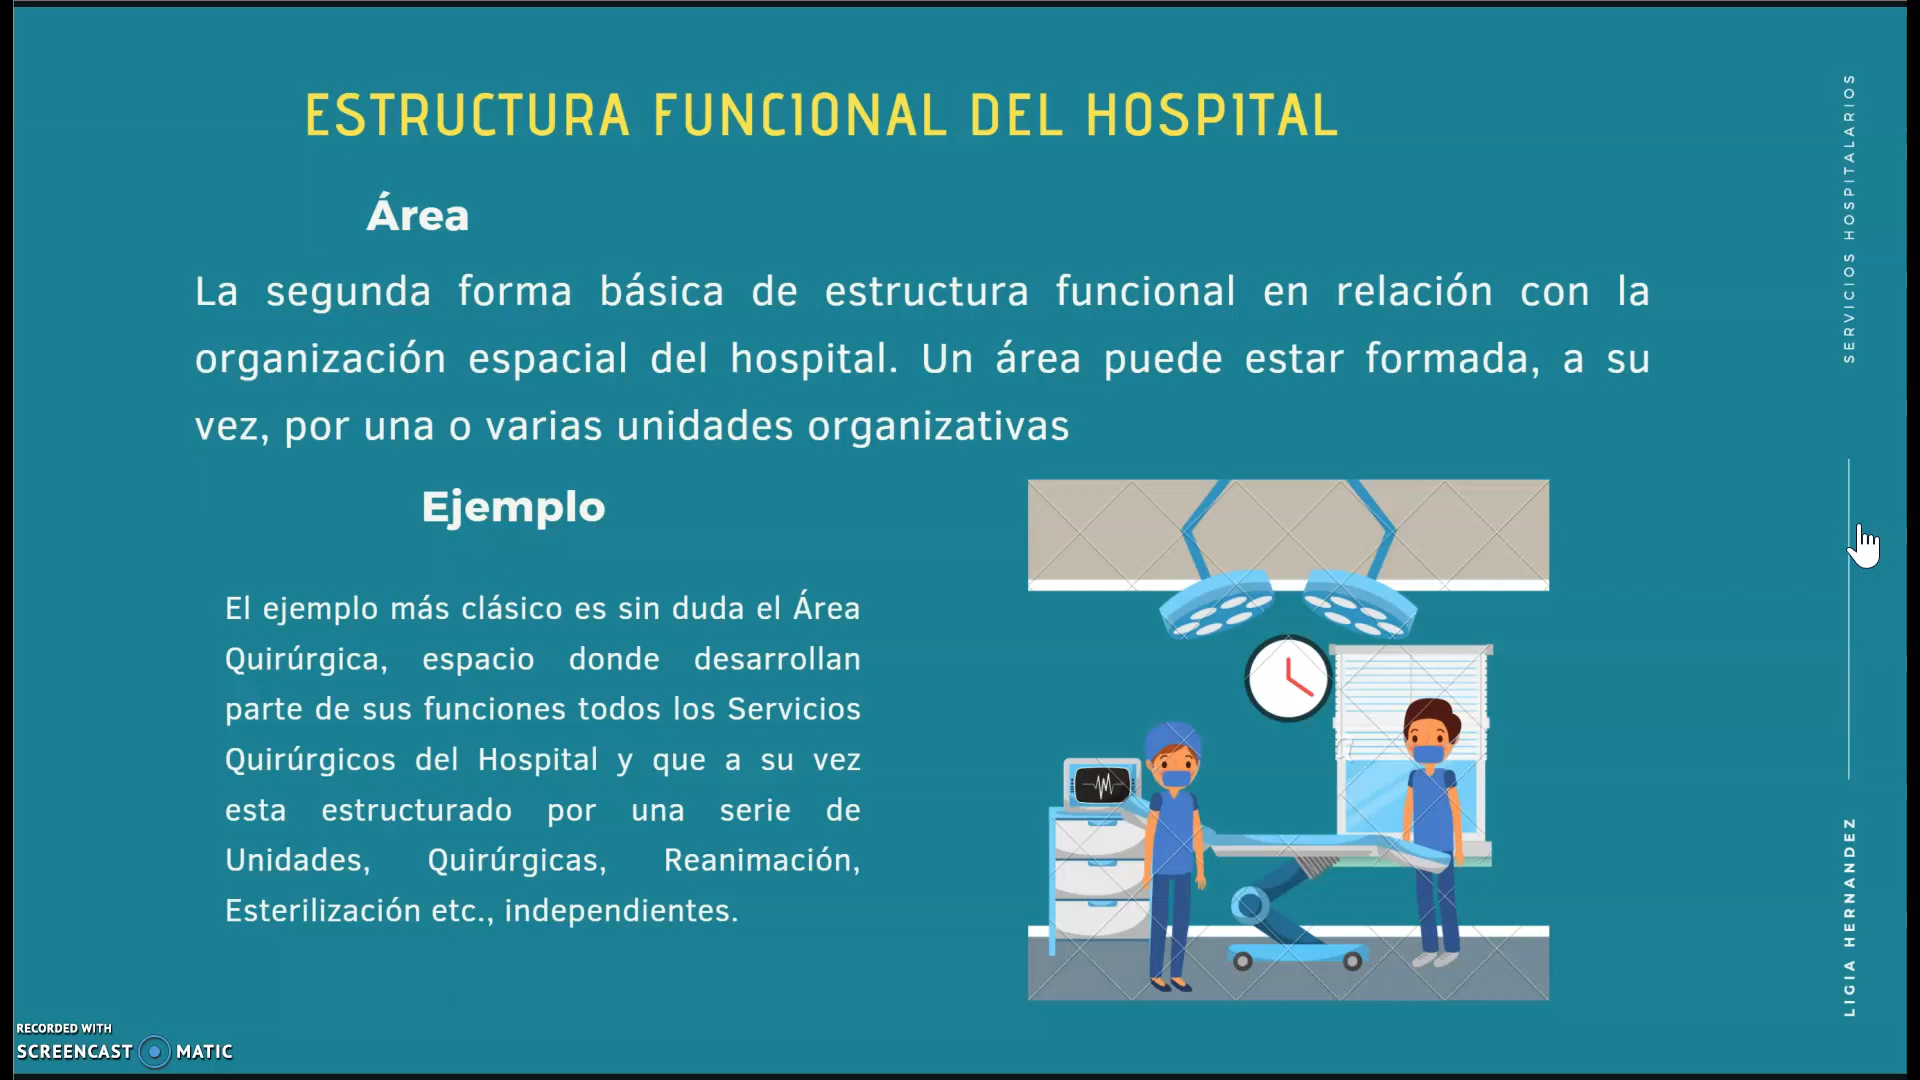 ESTRUCTURA FUNCIONAL DEL HOSPITAL
Área
La segunda forma básica de estructura funcional en relación con la
organización espacial del hospital. Un área puede estar formada, a su
vez, por una o varias unidades organizativas
Ejemplo
El ejemplo más clásico es sin duda el Área
Quirúrgica, espacio donde desarrollan
parte de sus funciones todos los Servicios
Quirúrgicos del Hospital y que a su vez
esta estructurado por una serie de
Unidades, Quirúrgicas, Reanimación,
Esterilización etc., independientes.
SERVICIOS HOSPITALARIOS
LIGIA HERNANDEZ
RECORDED WITH
SCREENCAST MATIC